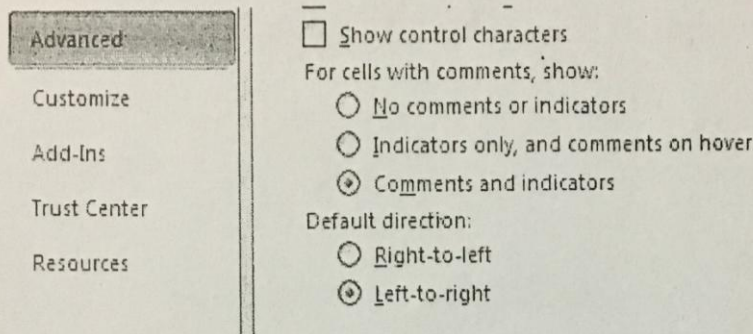 Advanced
Customize
Add-Ins
Trust Center
Resources
Show control characters
For cells with comments, show:
No comments or indicators
Indicators only, and comments on hover
Comments and indicators
Default direction:
Right-to-left
Left-to-right